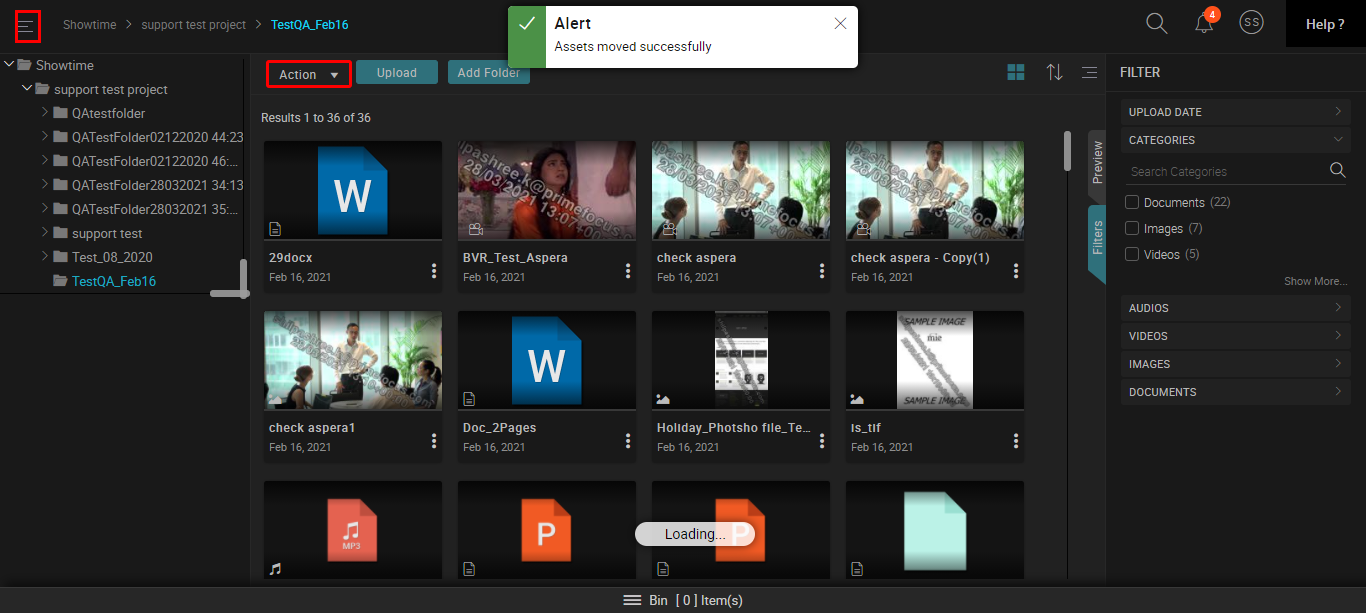 Showtime > support test project > TestQA_Feb16
Alert
Assets moved successfully
4
SS
Help ?
Showtime
support test project
QAtestfolder
QATestFolder02122020 44:23
QATestFolder02122020 46:...
QATestFolder28032021 34:13
QATestFolder28032021 35:...
support test
Test_08_2020
TestQA_Feb16
Action
Upload
Add Folder
Results 1 to 36 of 36
W
29docx
Feb 16, 2021
BVR_Test_Aspera
Feb 16, 2021
check aspera
Feb 16, 2021
check aspera - Copy(1)
Feb 16, 2021
check aspera1
Feb 16, 2021
W
Doc_2Pages
Feb 16, 2021
Holiday_Photsho file_Te...
Feb 16, 2021
SAMPLE IMAGE
mie
SAMPLE IMAGE
is_tif
Feb 16, 2021
MP3
P
P
Loading...
Preview
Filters
FILTER
UPLOAD DATE
CATEGORIES
Search Categories
Documents (22)
Images (7)
Videos (5)
Show More...
AUDIOS
VIDEOS
IMAGES
DOCUMENTS
Bin [ 0 ] Item(s)